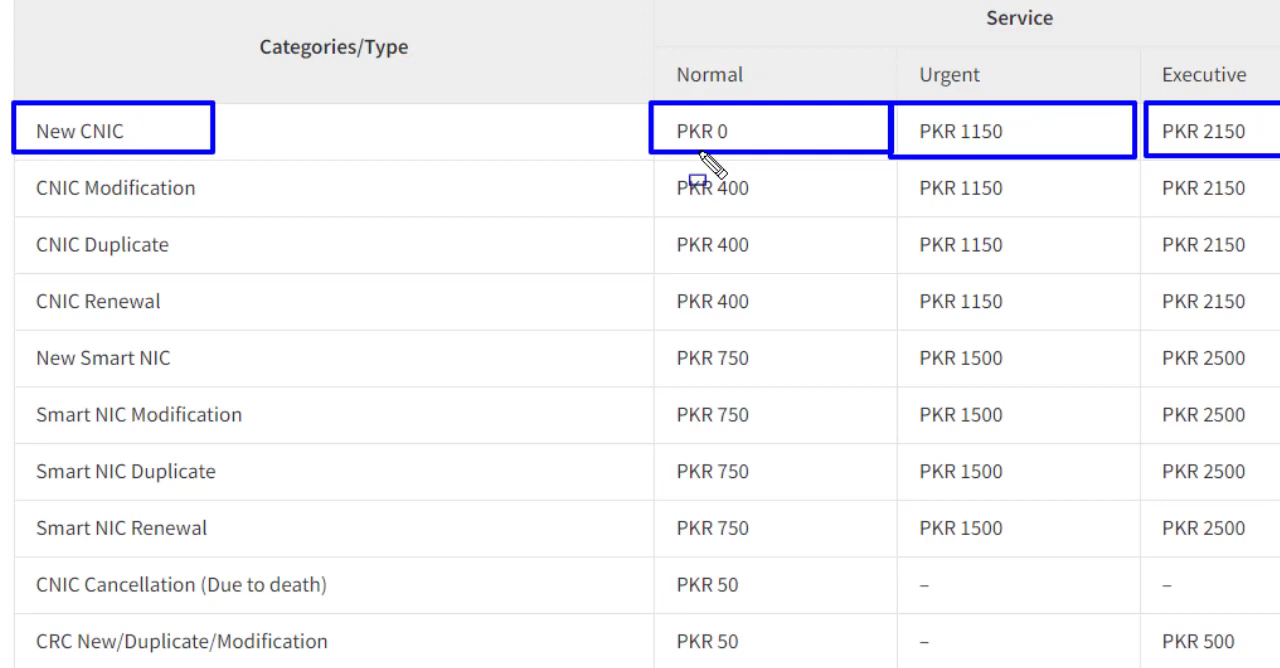 Categories/Type Service
Normal Urgent Executive
New CNIC PKR 0 PKR 1150 PKR 2150
CNIC Modification PKR 400 PKR 1150 PKR 2150
CNIC Duplicate PKR 400 PKR 1150 PKR 2150
CNIC Renewal PKR 400 PKR 1150 PKR 2150
New Smart NIC PKR 750 PKR 1500 PKR 2500
Smart NIC Modification PKR 750 PKR 1500 PKR 2500
Smart NIC Duplicate PKR 750 PKR 1500 PKR 2500
Smart NIC Renewal PKR 750 PKR 1500 PKR 2500
CNIC Cancellation (Due to death) PKR 50 – –
CRC New/Duplicate/Modification PKR 50 – PKR 500